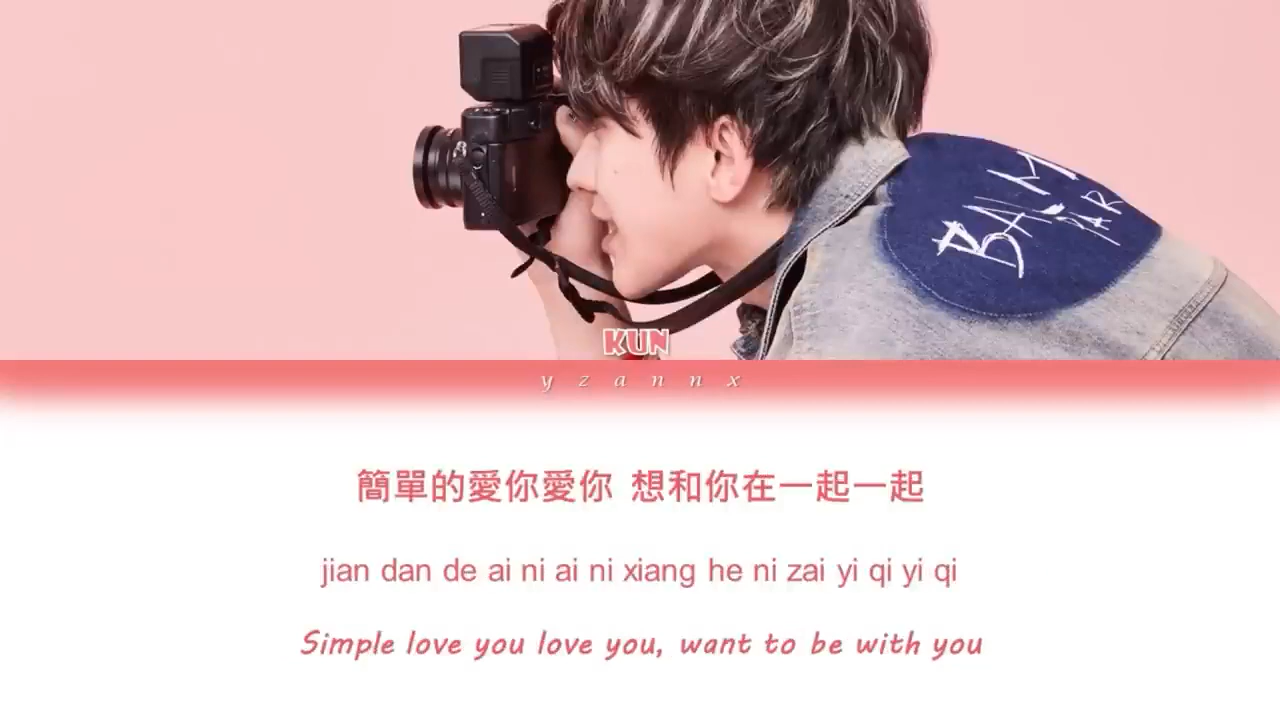 BALM
KUN
yzannx
簡單的愛你愛你 想和你在一起一起
jian dan de ai ni ai ni xiang he ni zai yi qi yi qi
Simple love you love you, want to be with you